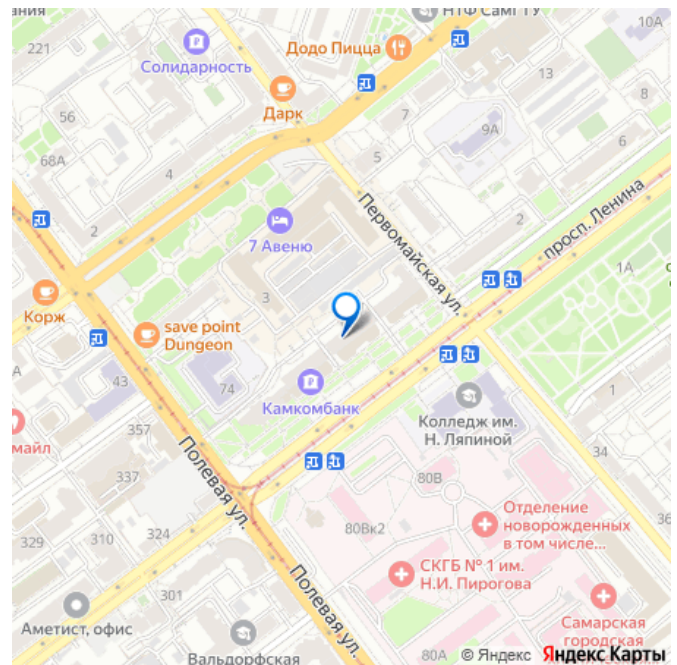 НТФ СамГТУ
10А
ания
221
Солидарность
Додо Пицца
13
8
Дарк
56
9А
6
68А
4
5
Первомайская ул.
2
2
просп. Ленина
7 Авеню
1А
3
Корж
save point
Dungeon
А
43
74
Камкомбанк
1
Колледж им.
Н. Ляпиной
майл
357
Полевая ул.
34
337
80В
Отделение
новорожденных
в том числе...
36
329
310
324
80Вк2
СКГБ № 1 им.
Н.И. Пирогова
301
Полевая ул.
Аметист, офис
Самарская
городская
Вальдорфская
80А
© Яндекс Яндекс Карты